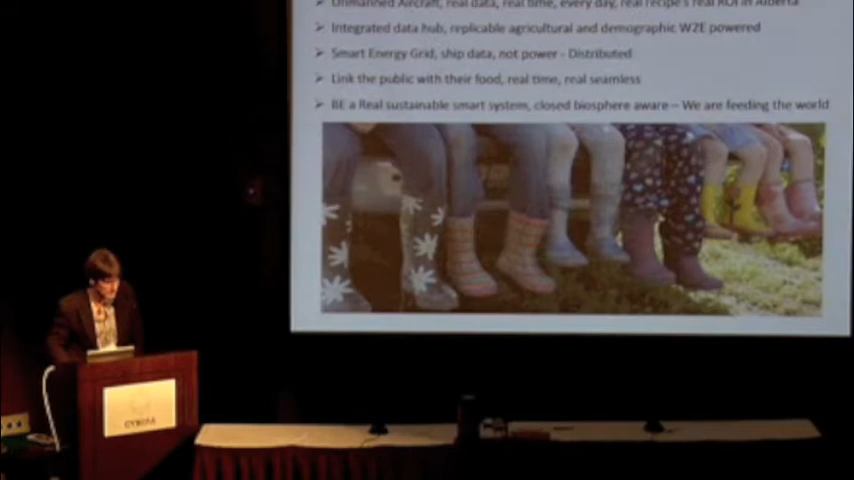 Unmanned Aircraft, real data, real time, every day, real recipe's real ROI in Alberta
➢ Integrated data hub, replicable agricultural and demographic W2E powered
➢ Smart Energy Grid, ship data, not power - Distributed
➢ Link the public with their food, real time, real seamless
➢ BE a Real sustainable smart system, closed biosphere aware – We are feeding the world
CYBERA